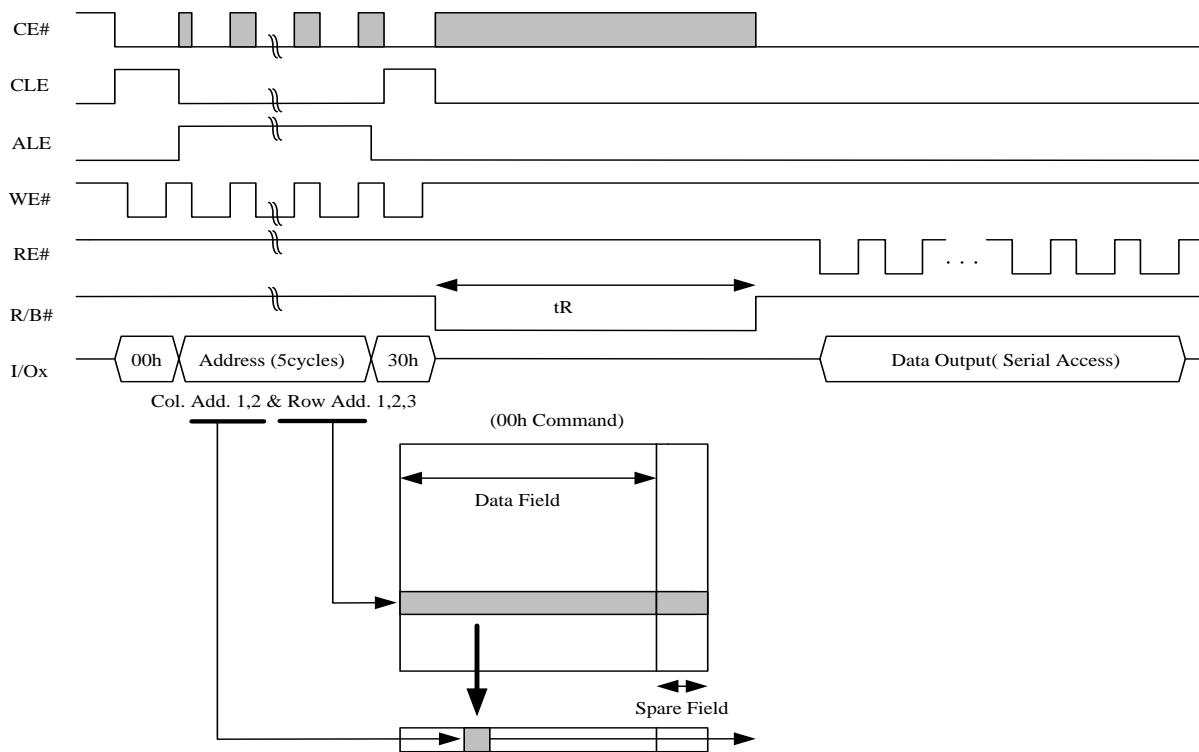 CE#
CLE
ALE
WE#
RE#
. . .
tR
R/B#
I/Ox
00h
Address (5cycles)
30h
Data Output( Serial Access)
Col. Add. 1,2 & Row Add. 1,2,3
(00h Command)
Data Field
Spare Field